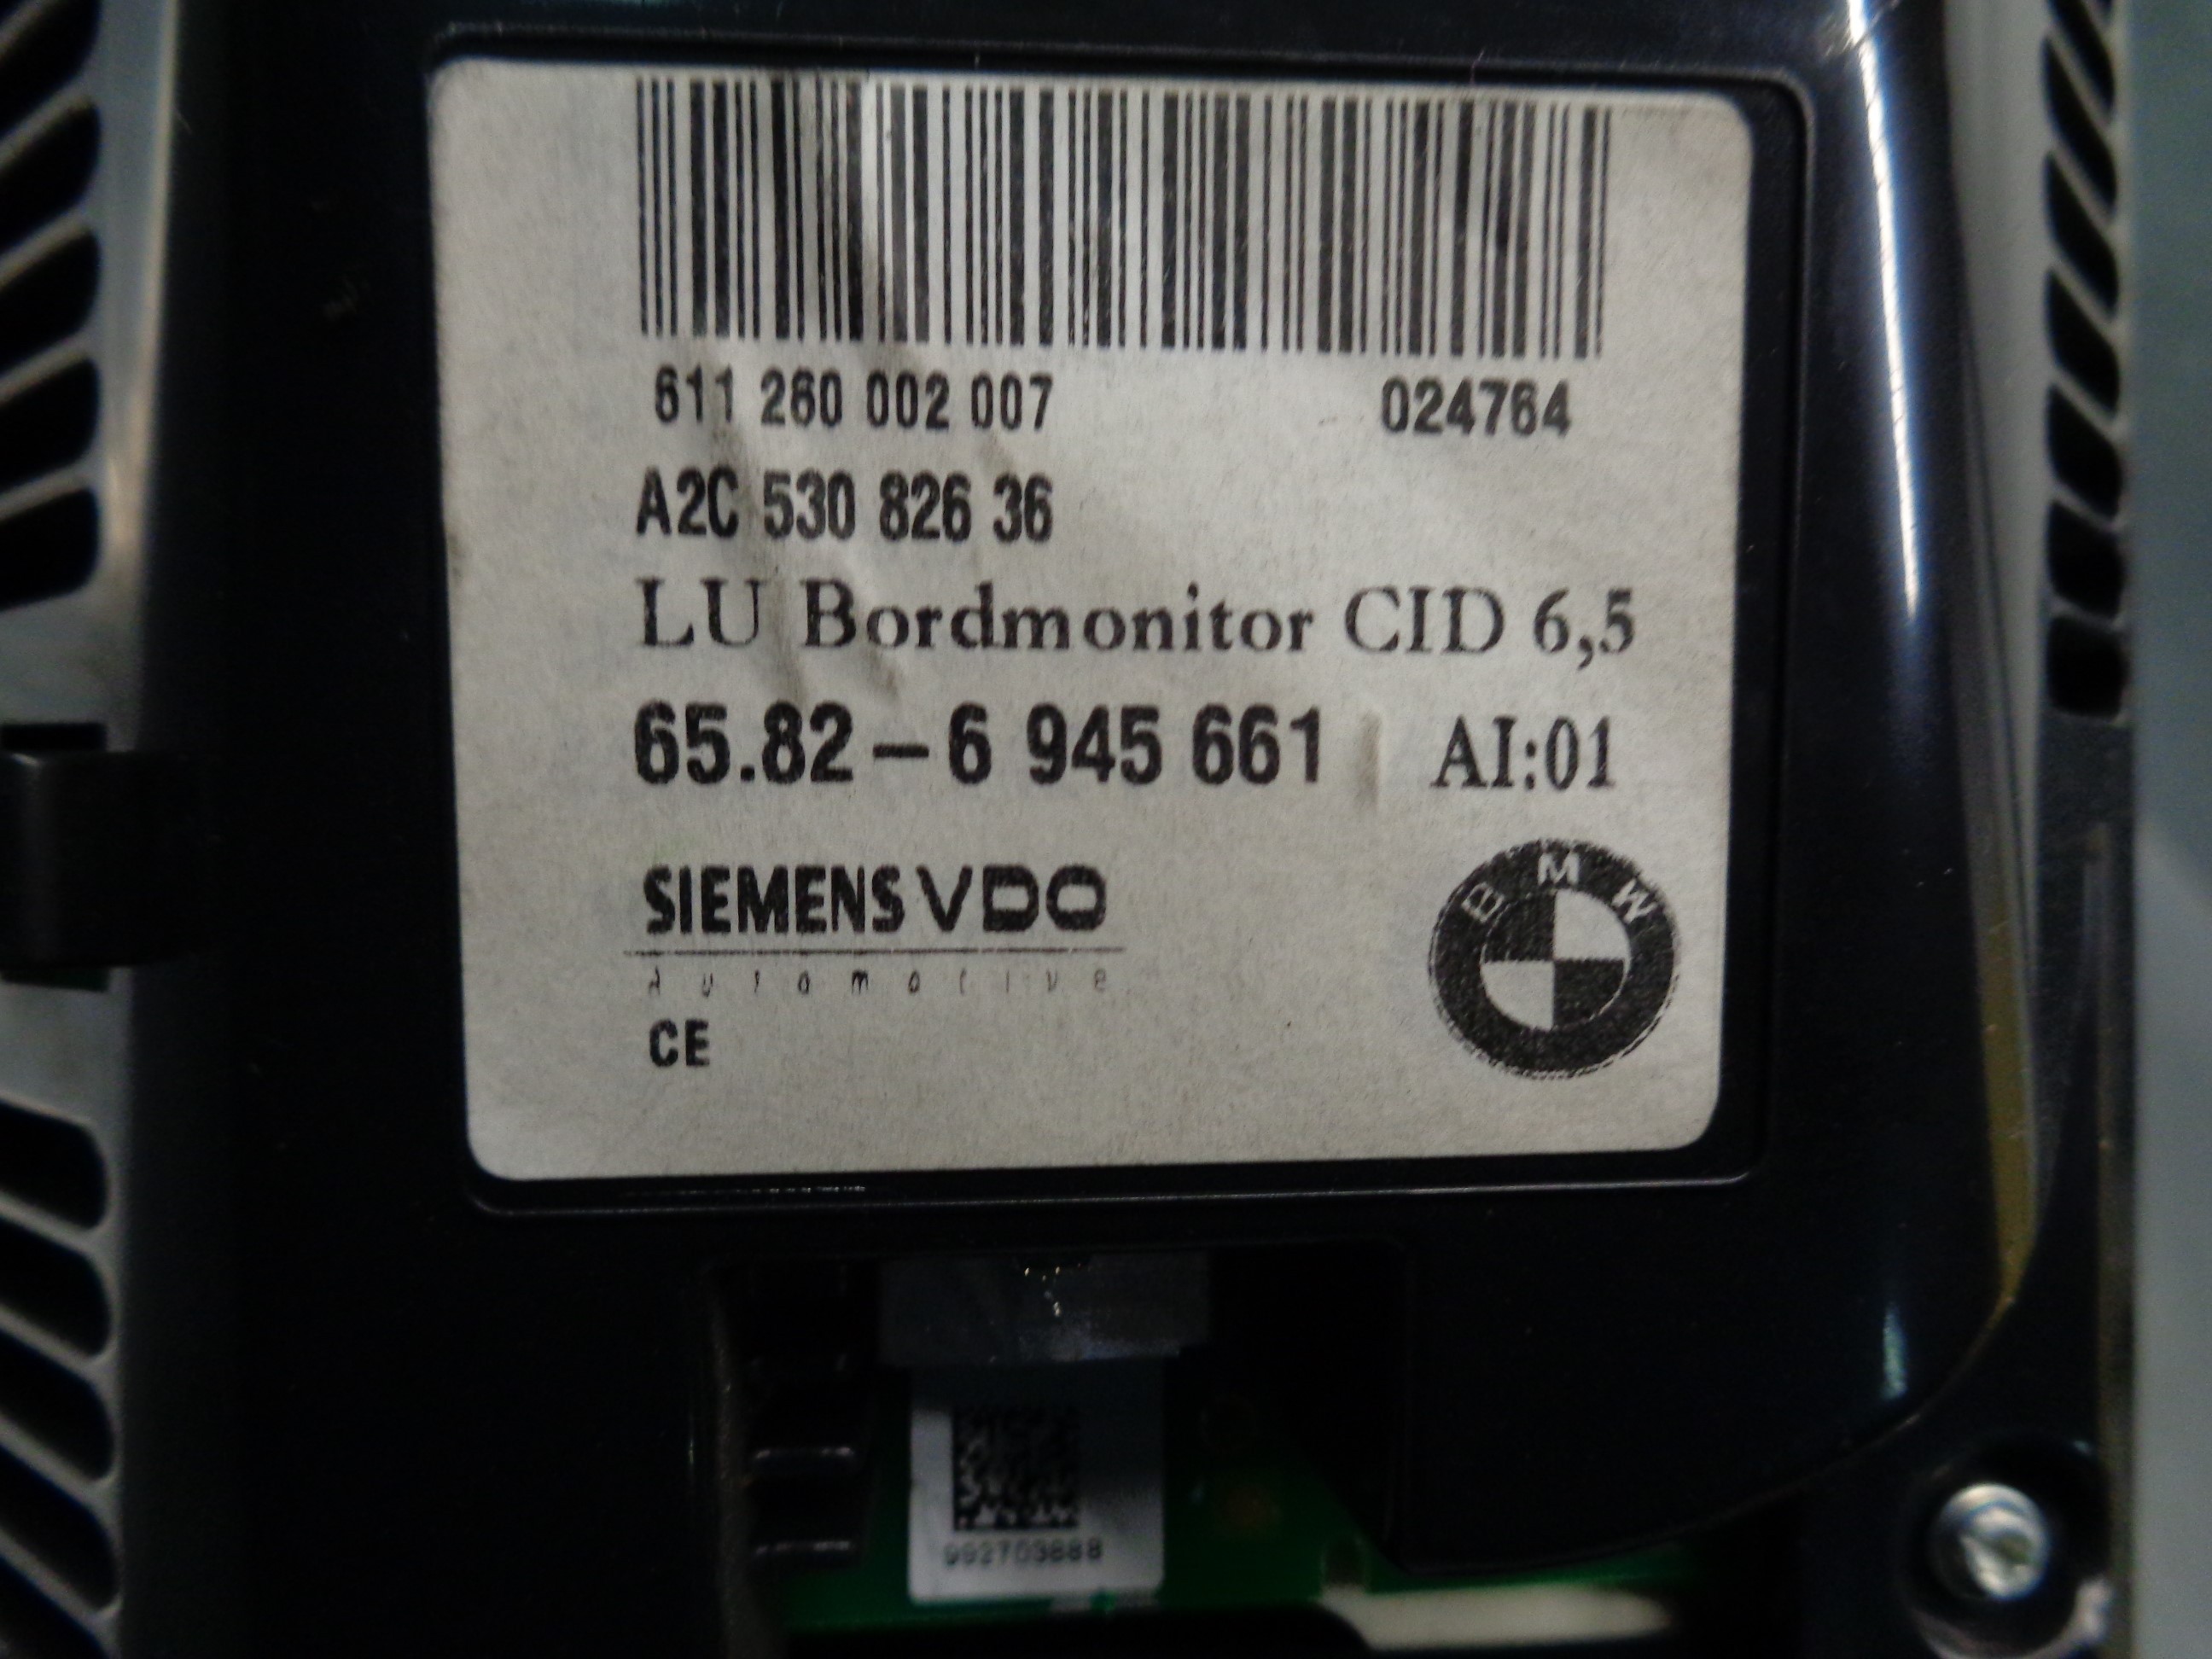 611 260 002 007 024764
A2C 530 826 36
LU Bordmonitor CID 6,5
65.82-6 945 661 AI:01
SIEMENS VDO
Automotive
BMW
CE
992703888